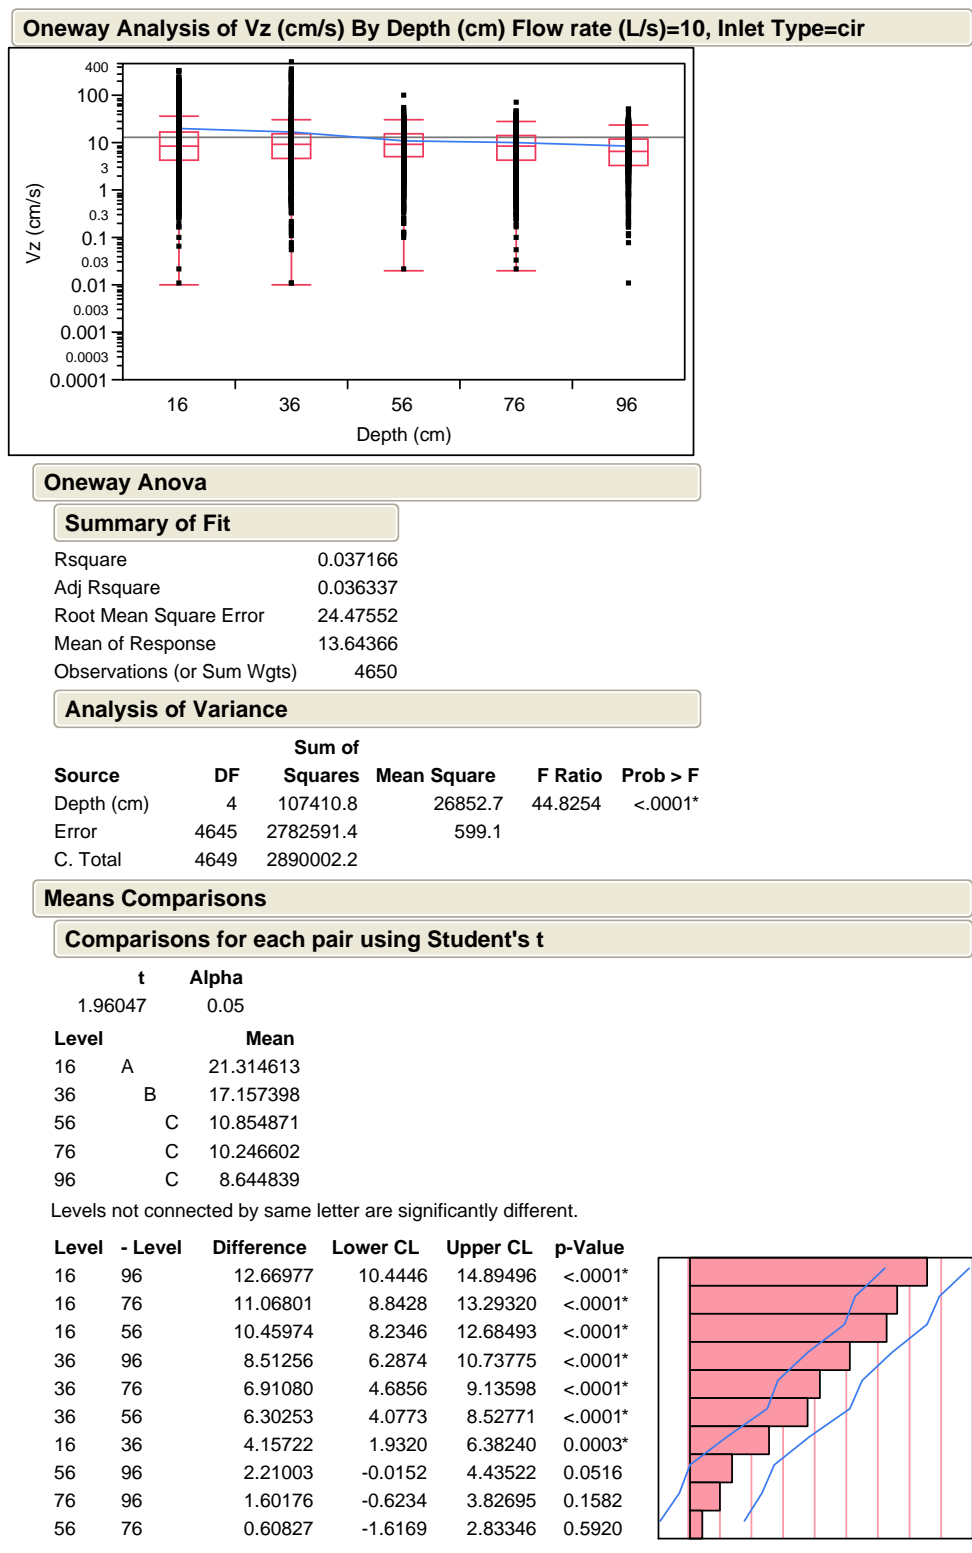 Oneway Analysis of Vz (cm/s) By Depth (cm) Flow rate (L/s)=10, Inlet Type=cir
400
100
10
3
1
0.3
0.1
0.03
0.01
0.003
0.001
0.0003
0.0001
Vz (cm/s)
16 36 56 76 96
Depth (cm)
Oneway Anova
Summary of Fit
Rsquare 0.037166
Adj Rsquare 0.036337
Root Mean Square Error 24.47552
Mean of Response 13.64366
Observations (or Sum Wgts) 4650
Analysis of Variance
Sum of
Source DF Squares Mean Square F Ratio Prob > F
Depth (cm) 4 107410.8 26852.7 44.8254 <.0001*
Error 4645 2782591.4 599.1
C. Total 4649 2890002.2
Means Comparisons
Comparisons for each pair using Student's t
t Alpha
1.96047 0.05
Level Mean
16 A 21.314613
36 B 17.157398
56 C 10.854871
76 C 10.246602
96 C 8.644839
Levels not connected by same letter are significantly different.
Level - Level Difference Lower CL Upper CL p-Value
16 96 12.66977 10.4446 14.89496 <.0001*
16 76 11.06801 8.8428 13.29320 <.0001*
16 56 10.45974 8.2346 12.68493 <.0001*
36 96 8.51256 6.2874 10.73775 <.0001*
36 76 6.91080 4.6856 9.13598 <.0001*
36 56 6.30253 4.0773 8.52771 <.0001*
16 36 4.15722 1.9320 6.38240 0.0003*
56 96 2.21003 -0.0152 4.43522 0.0516
76 96 1.60176 -0.6234 3.82695 0.1582
56 76 0.60827 -1.6169 2.83346 0.5920